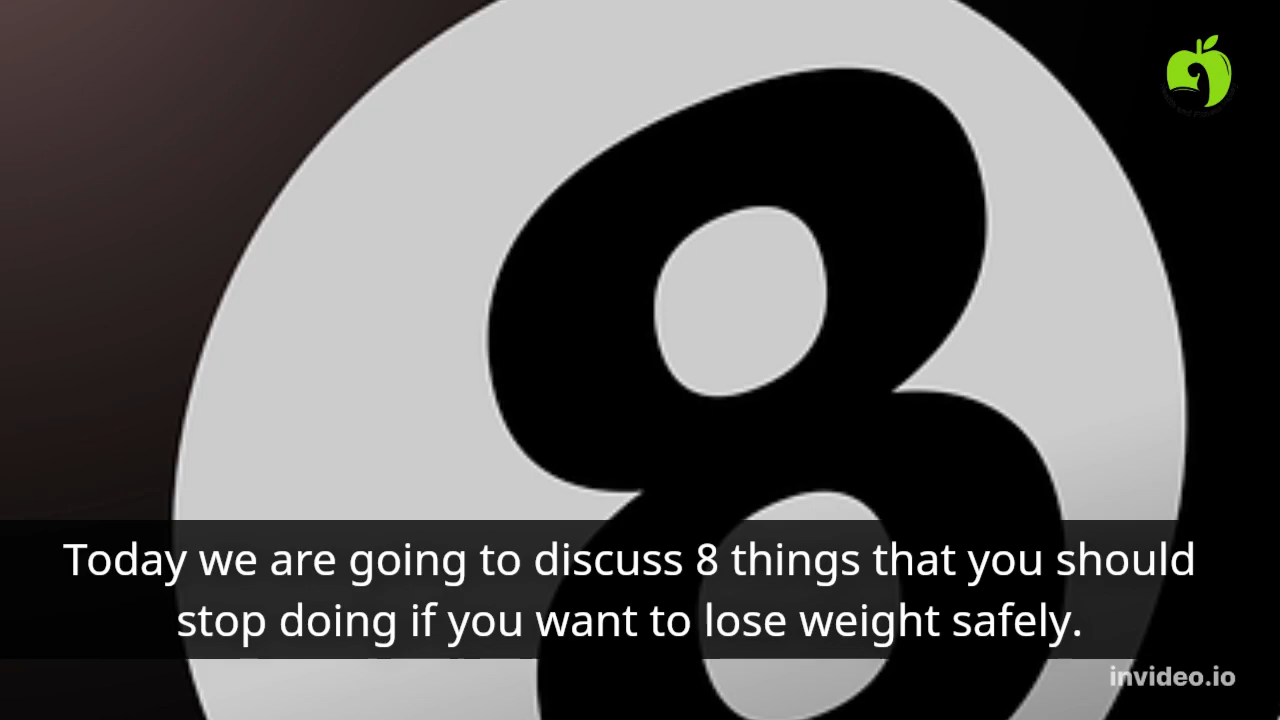 8
Today we are going to discuss 8 things that you should
stop doing if you want to lose weight safely.
invideo.io